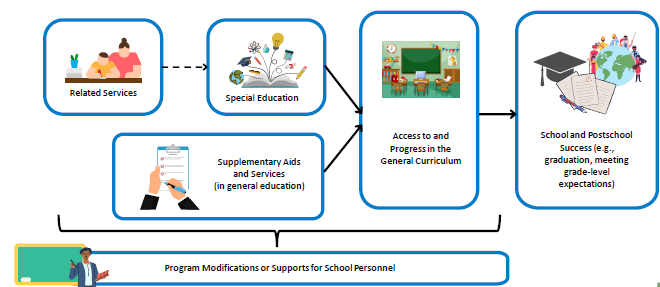 Related Services
Special Education
Supplementary Aids
and Services
(in general education)
Access to and
Progress in the
General Curriculum
School and Postschool
Success (e.g.,
graduation, meeting
grade-level
expectations)
Program Modifications or Supports for School Personnel